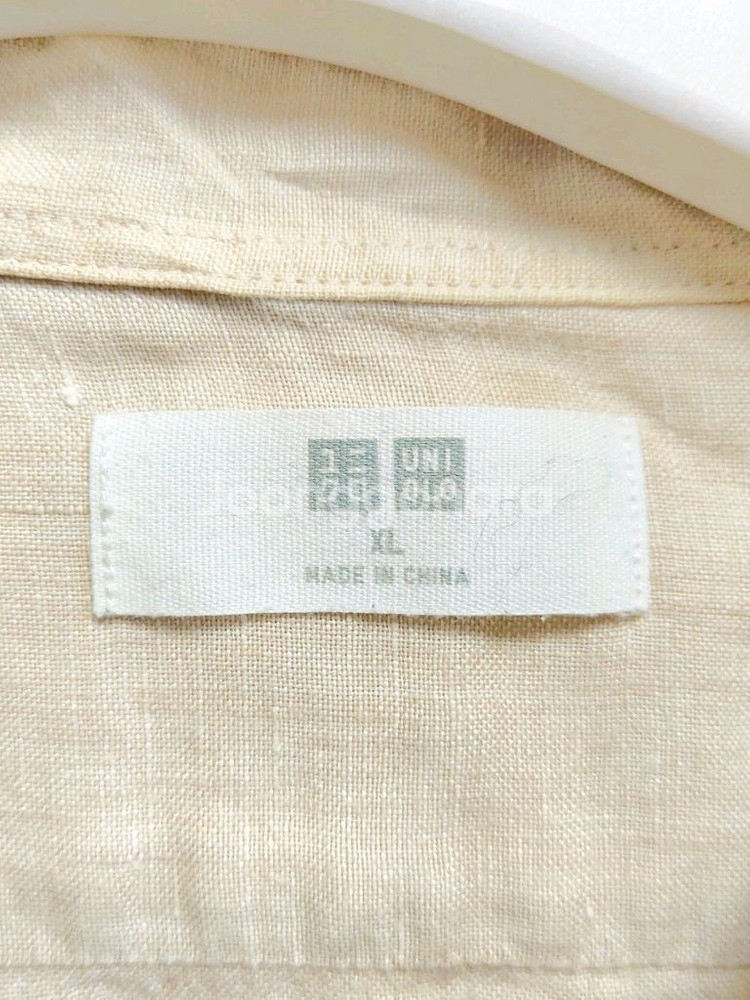 ユニ UNI
クロ QLO
XL
MADE IN CHINA